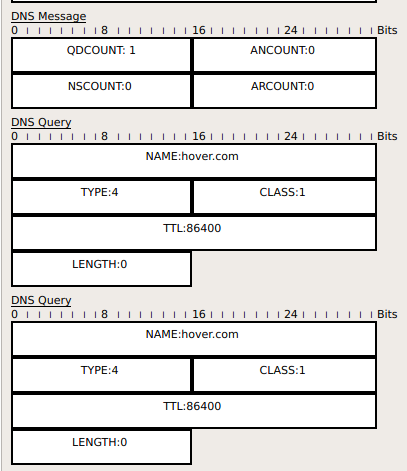 DNS Message
0 8 16 24 Bits
QDCOUNT: 1 ANCOUNT:0
NSCOUNT:0 ARCOUNT:0
DNS Query
0 8 16 24 Bits
NAME:hover.com
TYPE:4 CLASS:1
TTL:86400
LENGTH:0
DNS Query
0 8 16 24 Bits
NAME:hover.com
TYPE:4 CLASS:1
TTL:86400
LENGTH:0